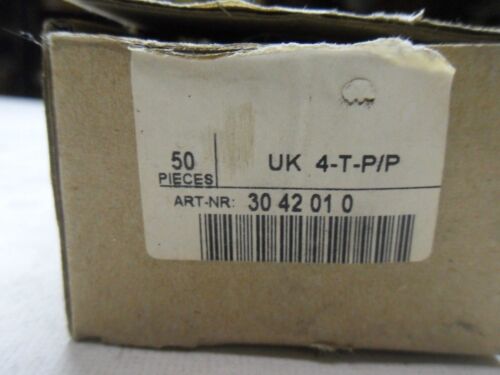 50 PIECES UK 4-T-P/P
ART-NR: 30 42 01 0